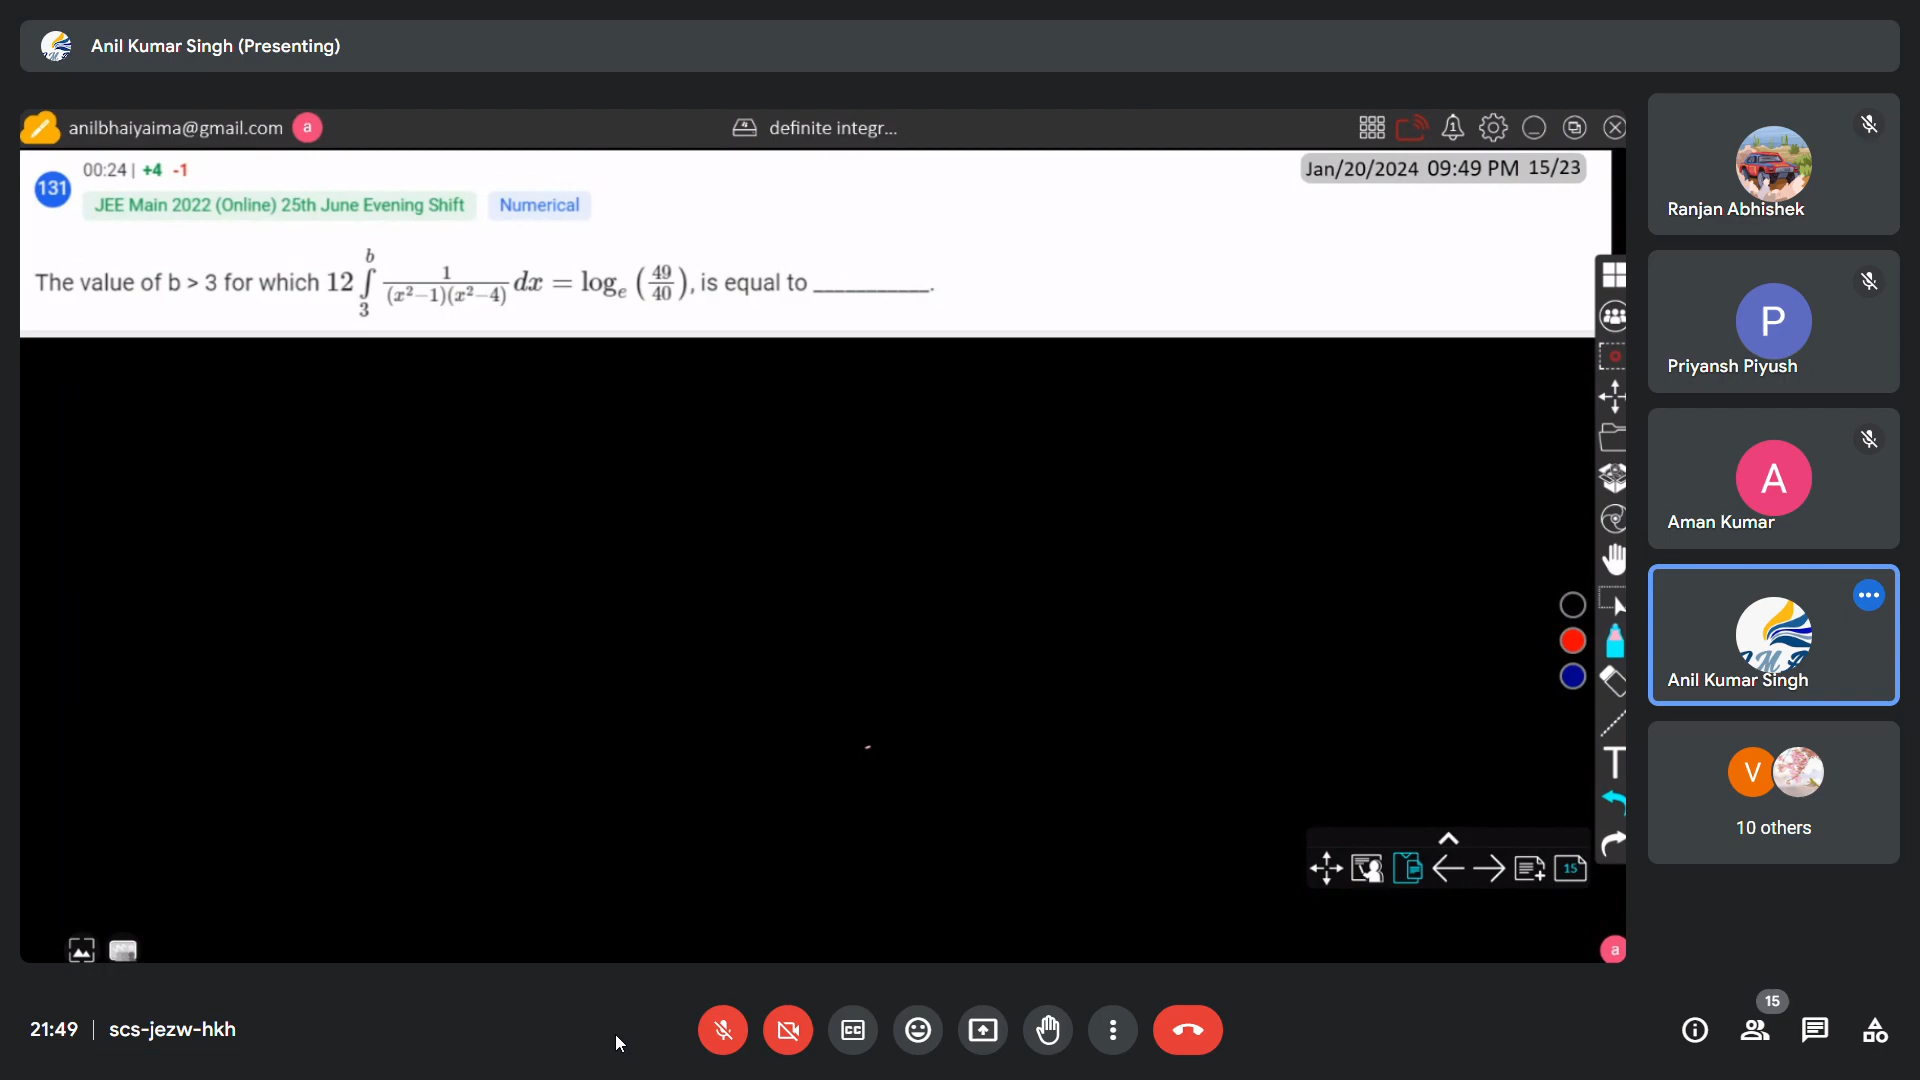 Anil Kumar Singh (Presenting)
anilbhaiyaima@gmail.com a
definite integr...
131
00:24 | +4 -1
Jan/20/2024 09:49 PM 15/23
JEE Main 2022 (Online) 25th June Evening Shift Numerical
The value of b > 3 for which 12 ∫₃ᵇ 1/((x²−1)(x²−4)) dx = logₑ (49/40), is equal to __________.
Ranjan Abhishek
P
Priyansh Piyush
A
Aman Kumar
Anil Kumar Singh
V
10 others
T
15
a
21:49 | scs-jezw-hkh
CC
15